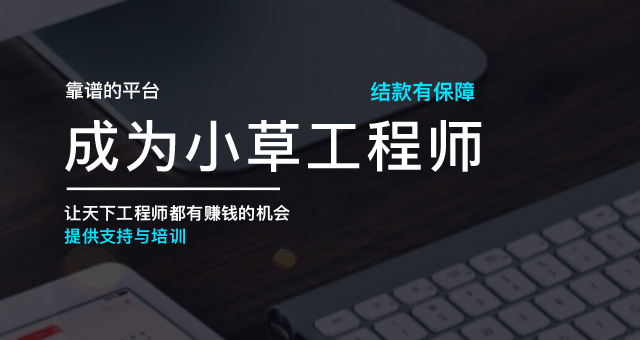 靠谱的平台 结款有保障
成为小草工程师
让天下工程师都有赚钱的机会
提供支持与培训